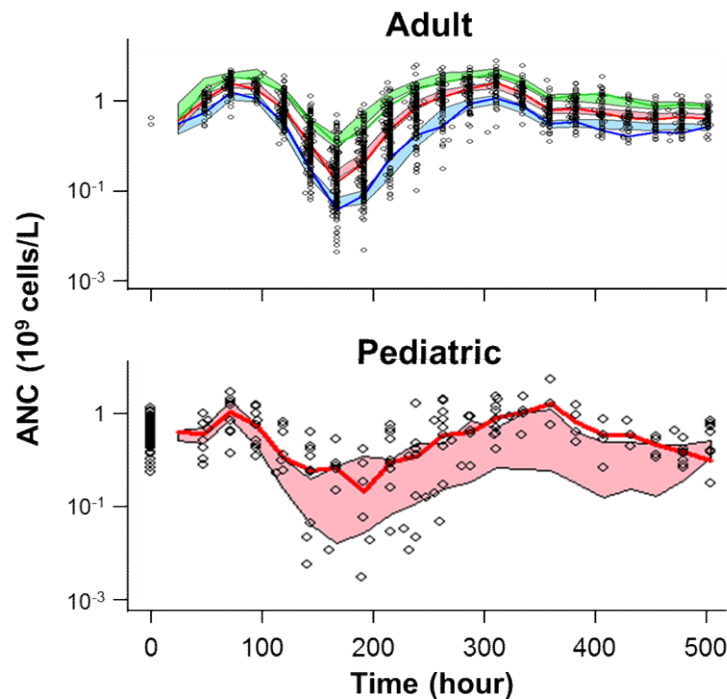 Adult
1
10⁻¹
10⁻³
ANC (10⁹ cells/L)
Pediatric
1
10⁻¹
10⁻³
0 100 200 300 400 500
Time (hour)